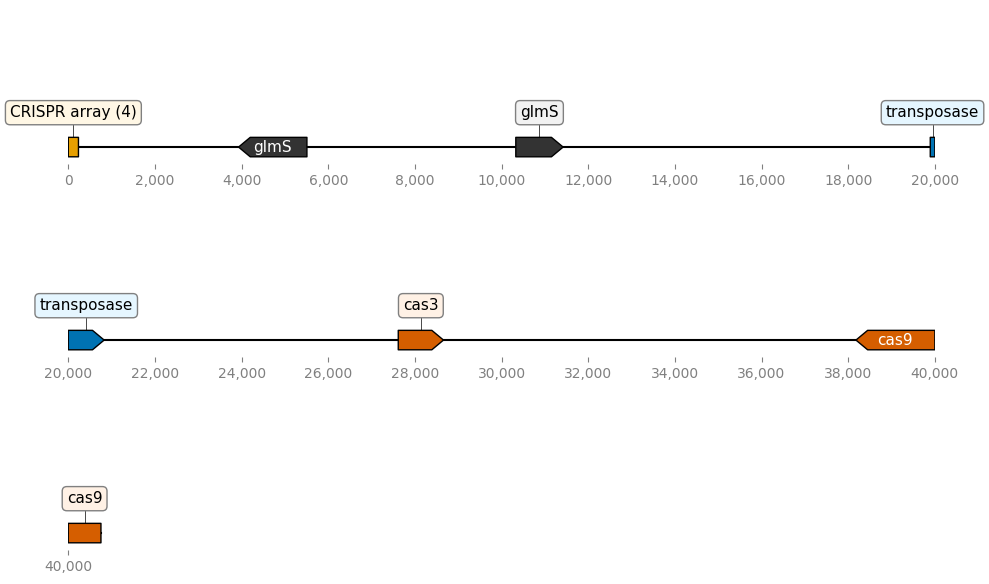 CRISPR array (4) glmS transposase
glmS
0 2,000 4,000 6,000 8,000 10,000 12,000 14,000 16,000 18,000 20,000
transposase cas3
cas9
20,000 22,000 24,000 26,000 28,000 30,000 32,000 34,000 36,000 38,000 40,000
cas9
40,000